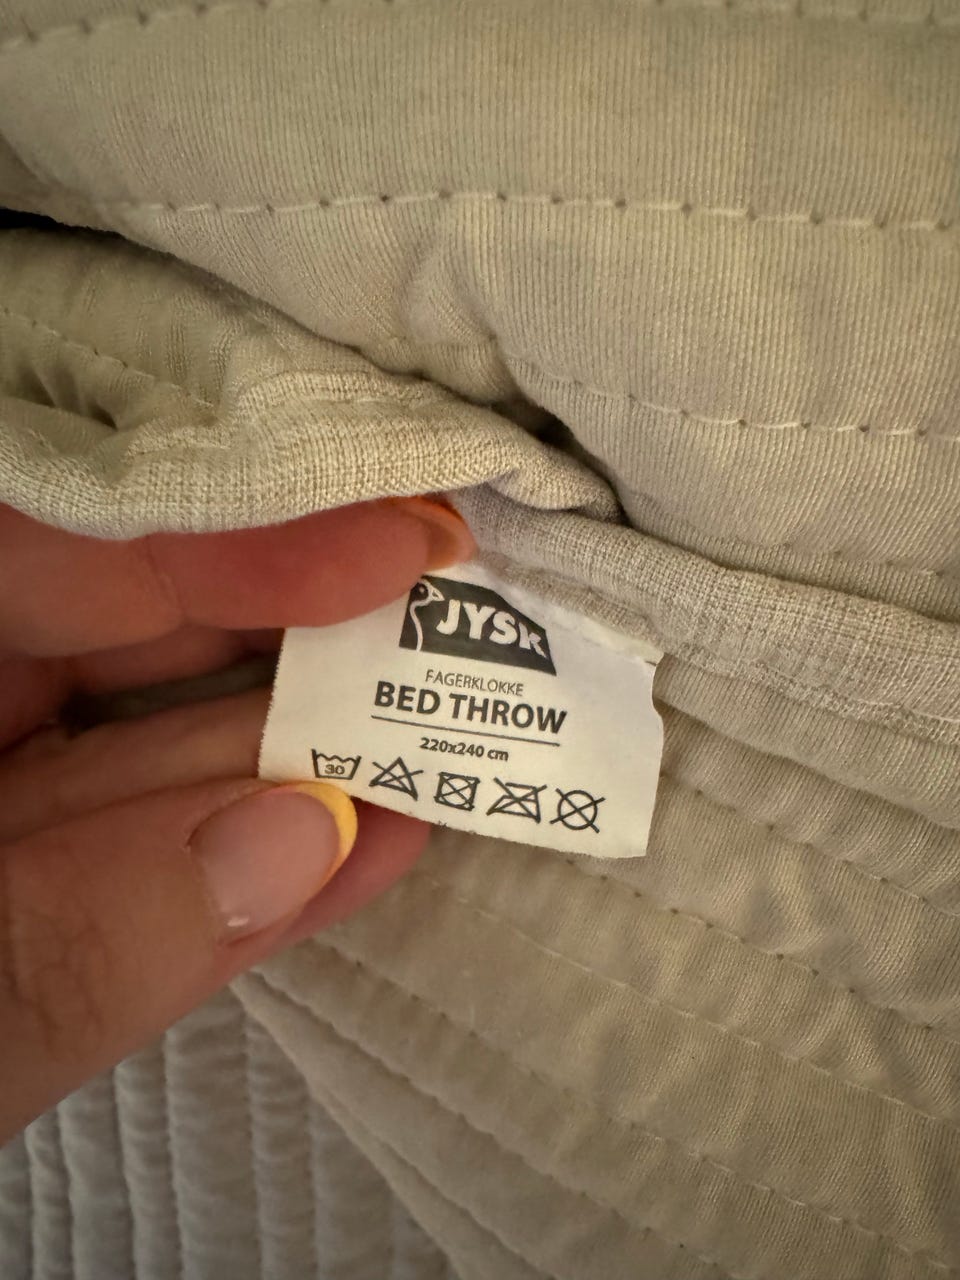 JYSK
FAGERKLOKKE
BED THROW
220x240 cm
30